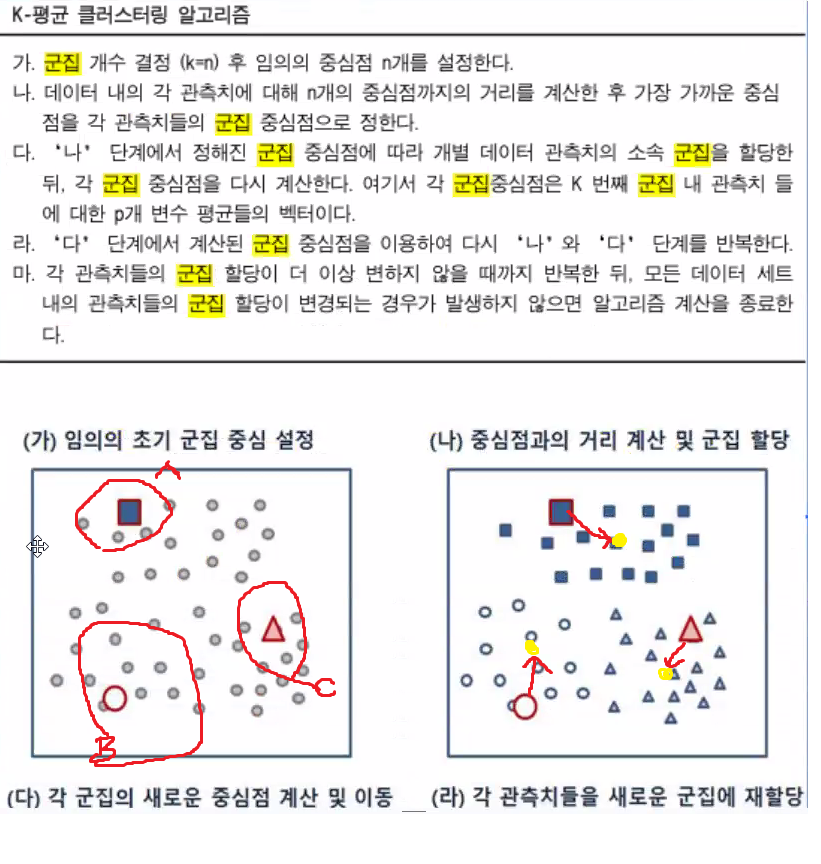 K-평균 클러스터링 알고리즘
가. 군집 개수 결정 (k=n) 후 임의의 중심점 n개를 설정한다.
나. 데이터 내의 각 관측치에 대해 n개의 중심점까지의 거리를 계산한 후 가장 가까운 중심
점을 각 관측치들의 군집 중심점으로 정한다.
다. ‘나’ 단계에서 정해진 군집 중심점에 따라 개별 데이터 관측치의 소속 군집을 할당한
뒤, 각 군집 중심점을 다시 계산한다. 여기서 각 군집중심점은 K 번째 군집 내 관측치 들
에 대한 p개 변수 평균들의 벡터이다.
라. ‘다’ 단계에서 계산된 군집 중심점을 이용하여 다시 ‘나’와 ‘다’ 단계를 반복한다.
마. 각 관측치들의 군집 할당이 더 이상 변하지 않을 때까지 반복한 뒤, 모든 데이터 세트
내의 관측치들의 군집 할당이 변경되는 경우가 발생하지 않으면 알고리즘 계산을 종료한
다.
(가) 임의의 초기 군집 중심 설정
(나) 중심점과의 거리 계산 및 군집 할당
A
C
B
(다) 각 군집의 새로운 중심점 계산 및 이동
(라) 각 관측치들을 새로운 군집에 재할당